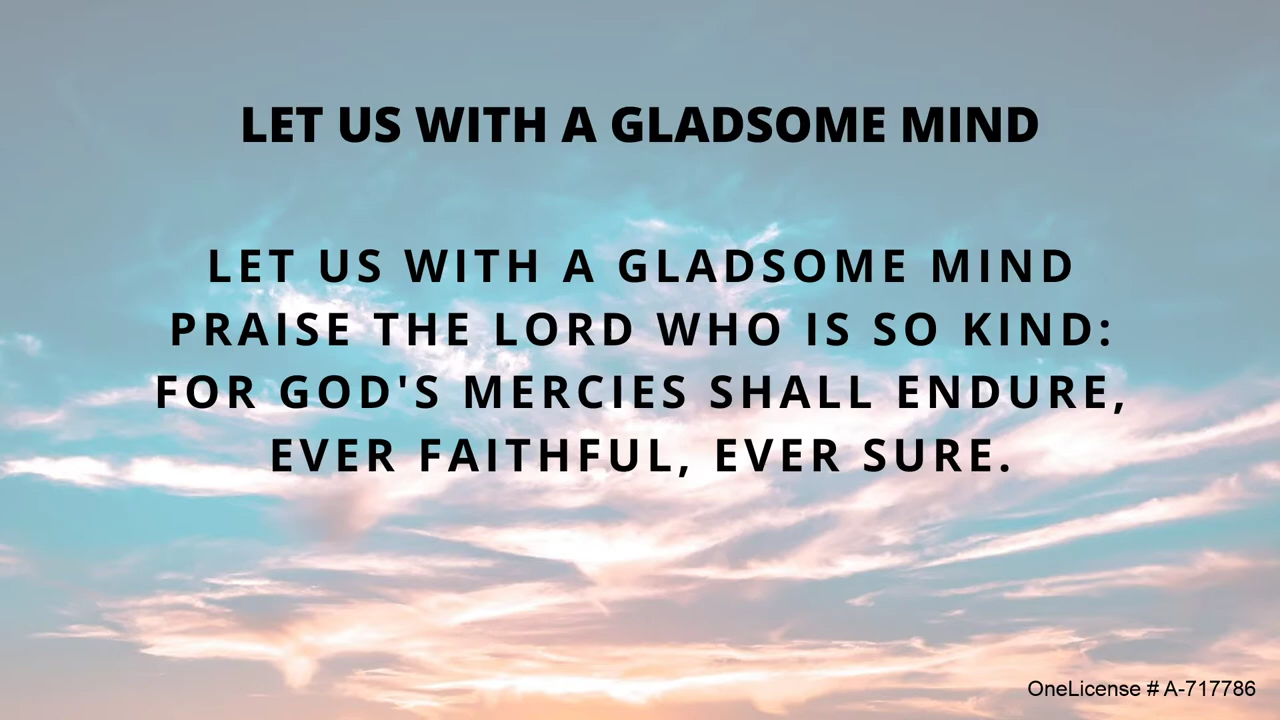 LET US WITH A GLADSOME MIND
LET US WITH A GLADSOME MIND
PRAISE THE LORD WHO IS SO KIND:
FOR GOD'S MERCIES SHALL ENDURE,
EVER FAITHFUL, EVER SURE.
OneLicense # A-717786